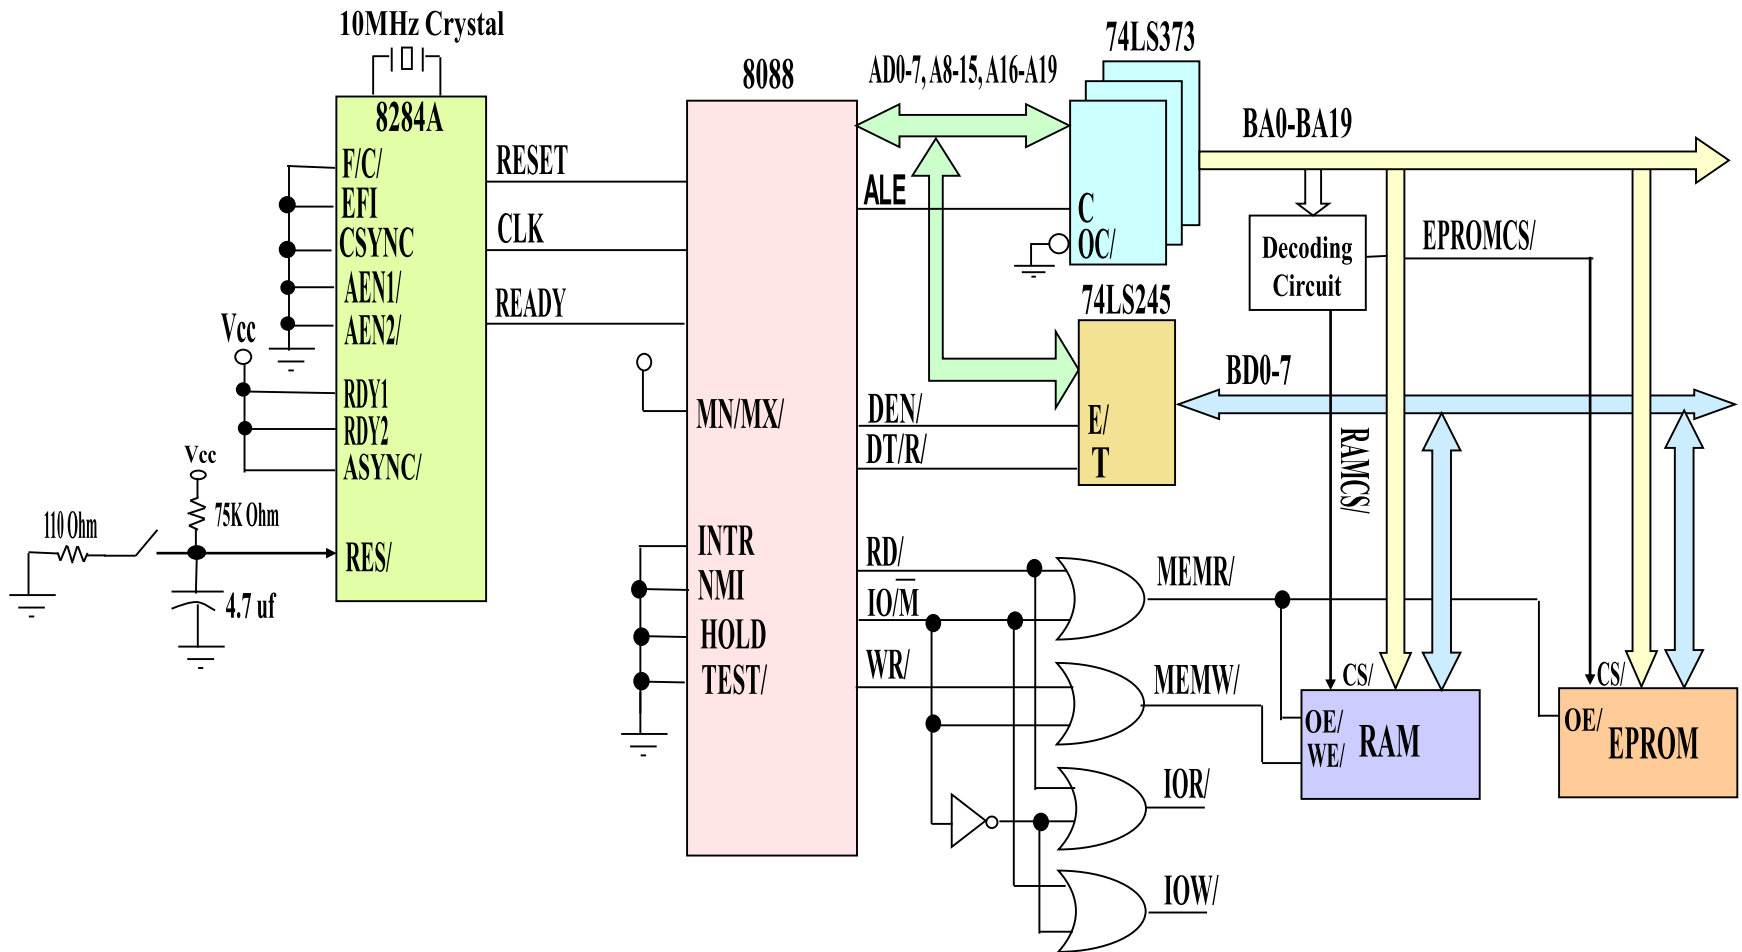 10MHz Crystal
8284A
F/C/
EFI
CSYNC
AEN1/
AEN2/
Vcc
RDY1
RDY2
ASYNC/
Vcc
75K Ohm
110 Ohm
RES/
4.7 uf
RESET
CLK
READY
8088
MN/MX/
INTR
NMI
HOLD
TEST/
AD0-7, A8-15, A16-A19
ALE
DEN/
DT/R/
RD/
IO/M̅
WR/
74LS373
C
OC/
74LS245
E/
T
BA0-BA19
Decoding
Circuit
EPROMCS/
BD0-7
RAMCS/
MEMR/
MEMW/
IOR/
IOW/
CS/
OE/
WE/
RAM
CS/
OE/
EPROM